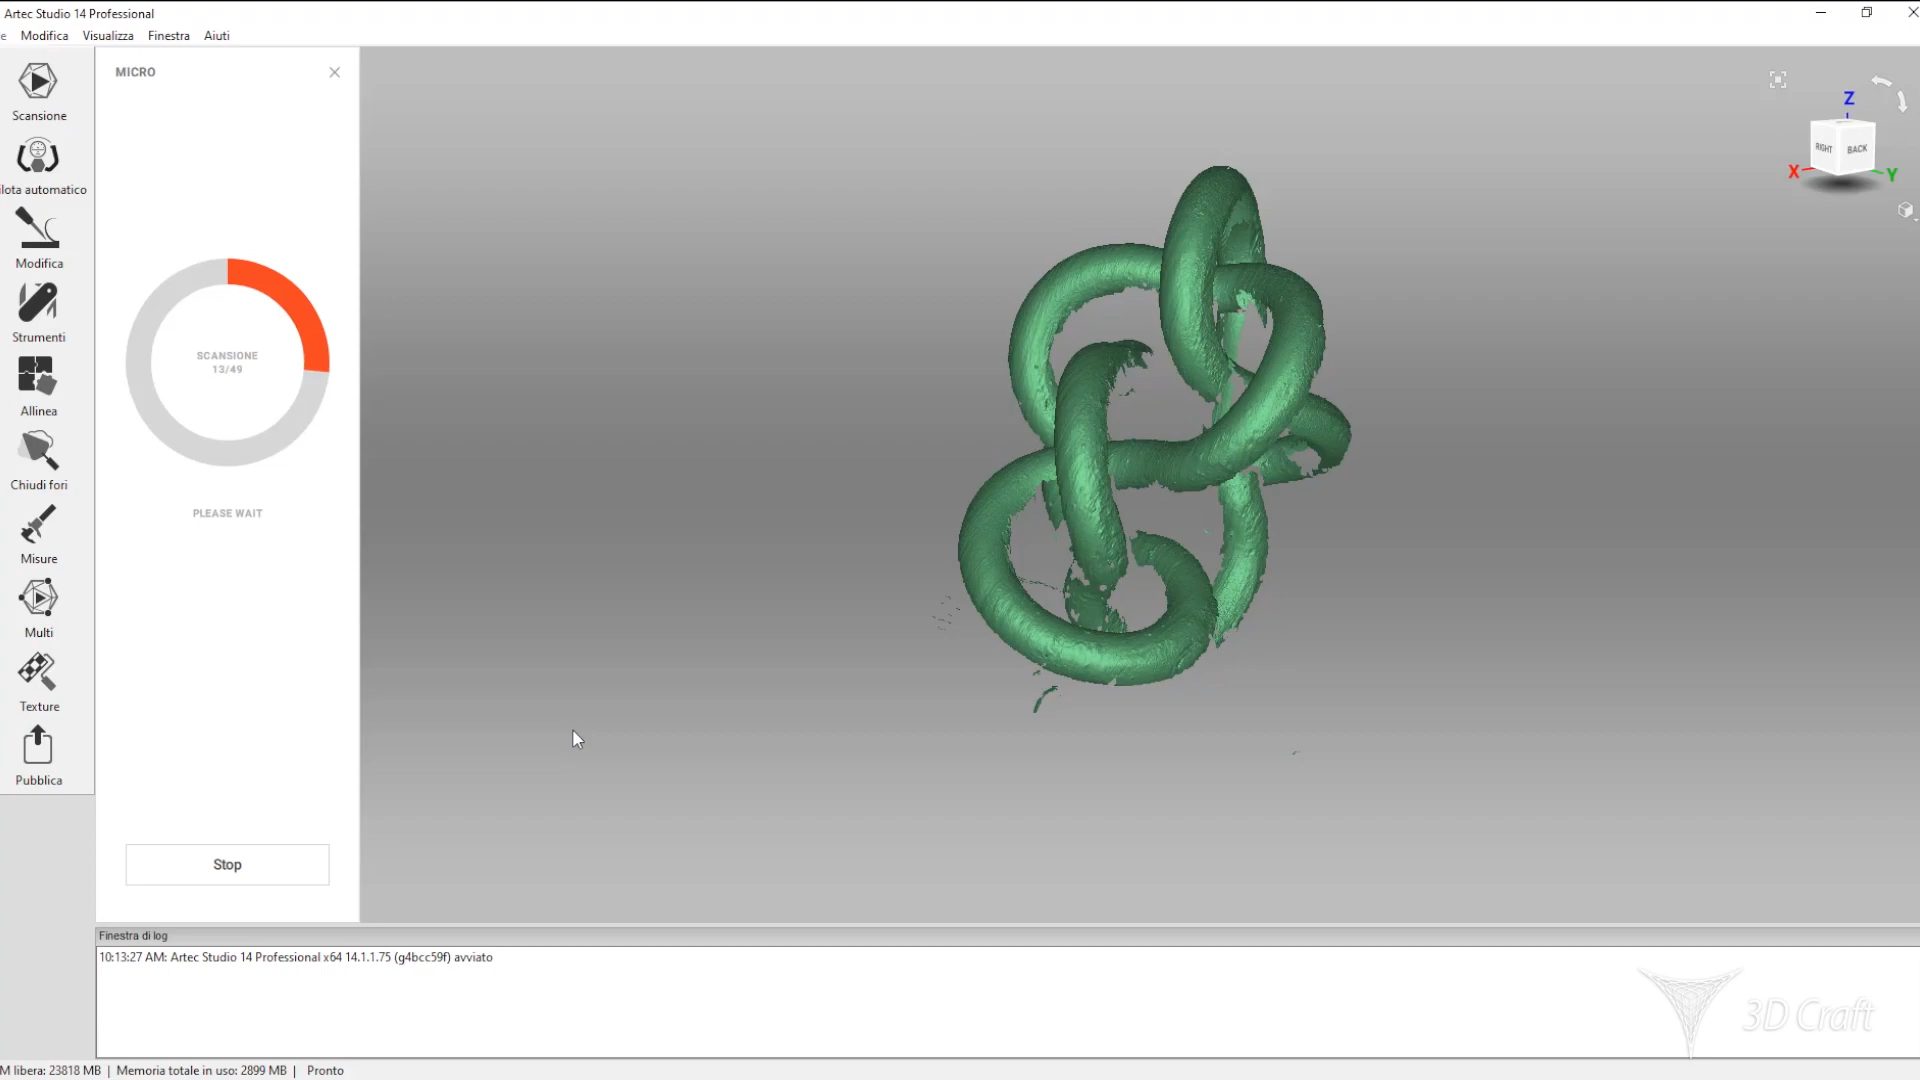 Artec Studio 14 Professional
e Modifica Visualizza Finestra Aiuti
MICRO
Scansione
ilota automatico
Modifica
Strumenti
Allinea
Chiudi fori
Misure
Multi
Texture
Pubblica
SCANSIONE
13/49
PLEASE WAIT
Stop
Z
RIGHT BACK
X Y
Finestra di log
10:13:27 AM: Artec Studio 14 Professional x64 14.1.1.75 (g4bcc59f) avviato
3D Craft
M libera: 23818 MB | Memoria totale in uso: 2899 MB | Pronto